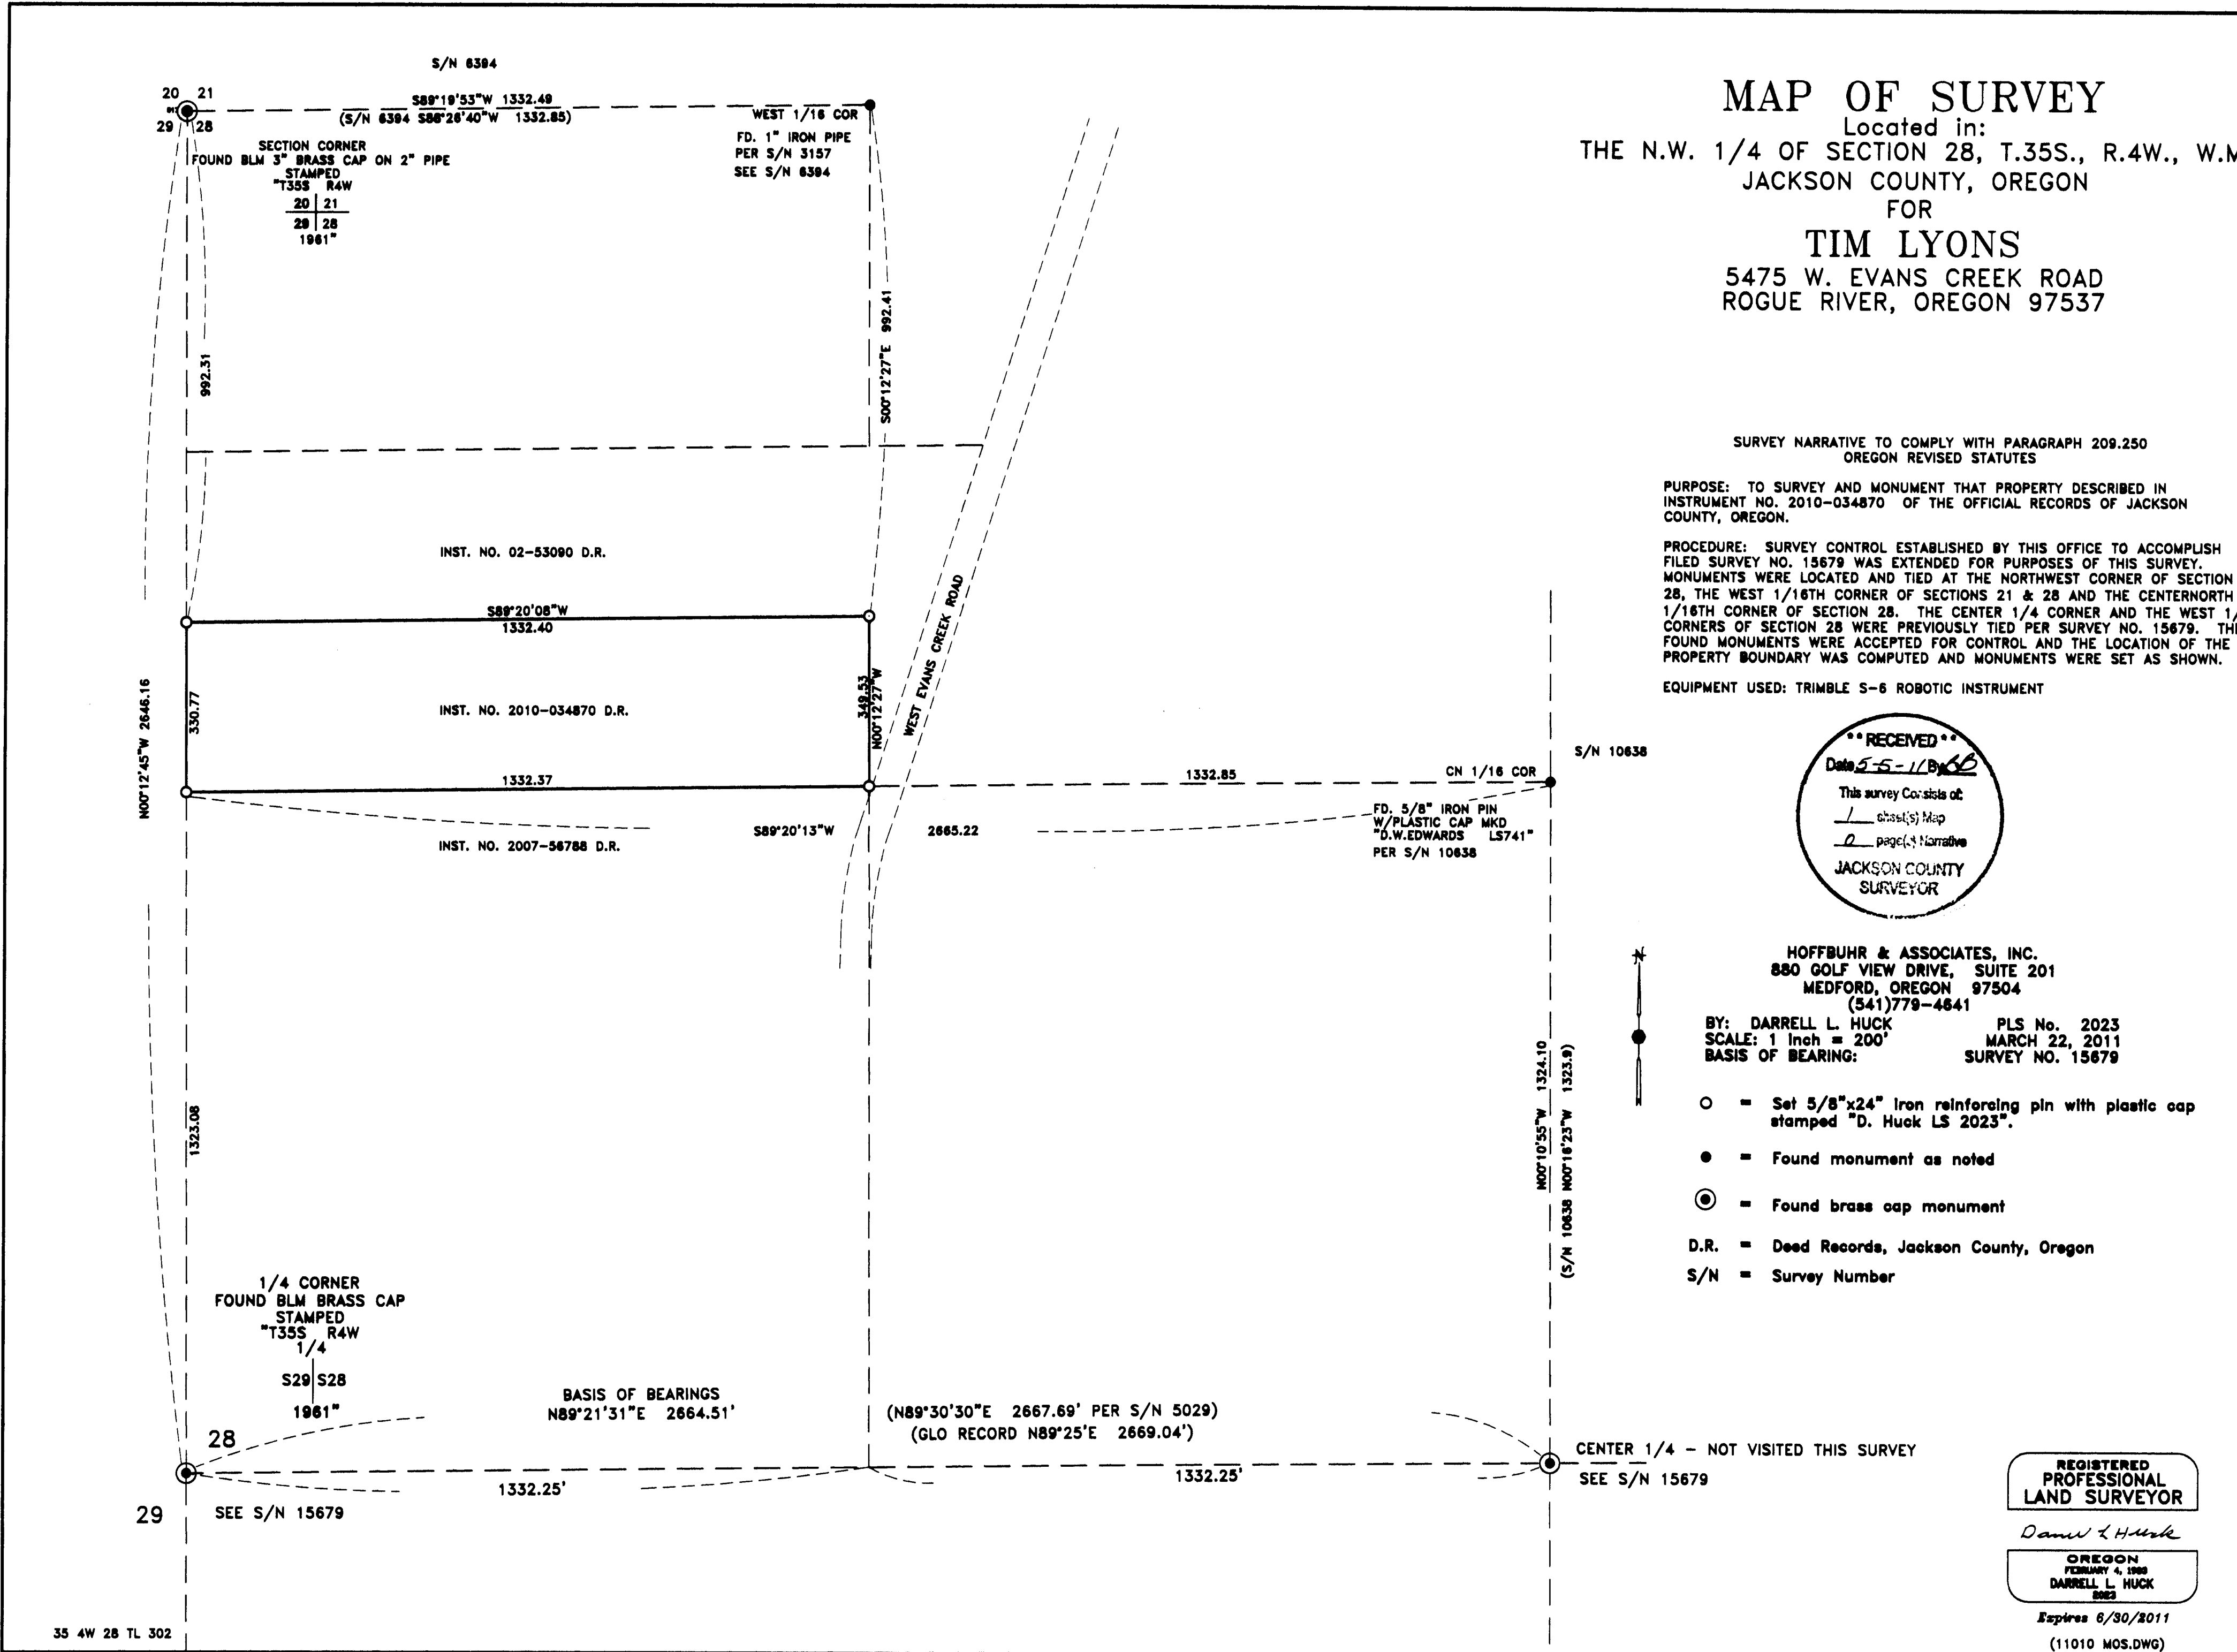 S/N 6394
20 21
29 28
S89°19'53"W 1332.49
(S/N 6394 S88°26'40"W 1332.85)
WEST 1/16 COR
FD. 1" IRON PIPE
PER S/N 3157
SEE S/N 6394
SECTION CORNER
FOUND BLM 3" BRASS CAP ON 2" PIPE
STAMPED
"T35S R4W
20 21
29 28
1961"
992.31
S00°12'27"E 992.41
INST. NO. 02-53090 D.R.
S89°20'08"W
1332.40
N00°12'45"W 2646.16
330.77
INST. NO. 2010-034870 D.R.
349.53
N00°12'27"W
WEST EVANS CREEK ROAD
1332.37
1332.85
CN 1/16 COR
S/N 10638
S89°20'13"W 2665.22
INST. NO. 2007-56788 D.R.
FD. 5/8" IRON PIN
W/PLASTIC CAP MKD
"D.W.EDWARDS LS741"
PER S/N 10638
1323.08
N00°10'55"W 1324.10
(S/N 10638 N00°16'23"W 1323.9)
1/4 CORNER
FOUND BLM BRASS CAP
STAMPED
"T35S R4W
1/4
S29 S28
1961"
28
29
BASIS OF BEARINGS
N89°21'31"E 2664.51'
(N89°30'30"E 2667.69' PER S/N 5029)
(GLO RECORD N89°25'E 2669.04')
1332.25'
1332.25'
SEE S/N 15679
CENTER 1/4 - NOT VISITED THIS SURVEY
SEE S/N 15679
35 4W 28 TL 302
MAP OF SURVEY
Located in:
THE N.W. 1/4 OF SECTION 28, T.35S., R.4W., W.M
JACKSON COUNTY, OREGON
FOR
TIM LYONS
5475 W. EVANS CREEK ROAD
ROGUE RIVER, OREGON 97537
SURVEY NARRATIVE TO COMPLY WITH PARAGRAPH 209.250
OREGON REVISED STATUTES
PURPOSE: TO SURVEY AND MONUMENT THAT PROPERTY DESCRIBED IN
INSTRUMENT NO. 2010-034870 OF THE OFFICIAL RECORDS OF JACKSON
COUNTY, OREGON.
PROCEDURE: SURVEY CONTROL ESTABLISHED BY THIS OFFICE TO ACCOMPLISH
FILED SURVEY NO. 15679 WAS EXTENDED FOR PURPOSES OF THIS SURVEY.
MONUMENTS WERE LOCATED AND TIED AT THE NORTHWEST CORNER OF SECTION
28, THE WEST 1/16TH CORNER OF SECTIONS 21 & 28 AND THE CENTERNORTH
1/16TH CORNER OF SECTION 28. THE CENTER 1/4 CORNER AND THE WEST 1/
CORNERS OF SECTION 28 WERE PREVIOUSLY TIED PER SURVEY NO. 15679. THE
FOUND MONUMENTS WERE ACCEPTED FOR CONTROL AND THE LOCATION OF THE
PROPERTY BOUNDARY WAS COMPUTED AND MONUMENTS WERE SET AS SHOWN.
EQUIPMENT USED: TRIMBLE S-6 ROBOTIC INSTRUMENT
** RECEIVED **
Date 5-5-11 By
This survey Consists of:
1 sheet(s) Map
0 page(s) Narrative
JACKSON COUNTY
SURVEYOR
N
HOFFBUHR & ASSOCIATES, INC.
880 GOLF VIEW DRIVE, SUITE 201
MEDFORD, OREGON 97504
(541)779-4641
BY: DARRELL L. HUCK PLS No. 2023
SCALE: 1 Inch = 200' MARCH 22, 2011
BASIS OF BEARING: SURVEY NO. 15679
= Set 5/8"x24" iron reinforcing pin with plastic cap
stamped "D. Huck LS 2023".
= Found monument as noted
= Found brass cap monument
D.R. = Deed Records, Jackson County, Oregon
S/N = Survey Number
REGISTERED
PROFESSIONAL
LAND SURVEYOR
Darrell L Huck
OREGON
FEBRUARY 4, 1983
DARRELL L. HUCK
2023
Expires 6/30/2011
(11010 MOS.DWG)